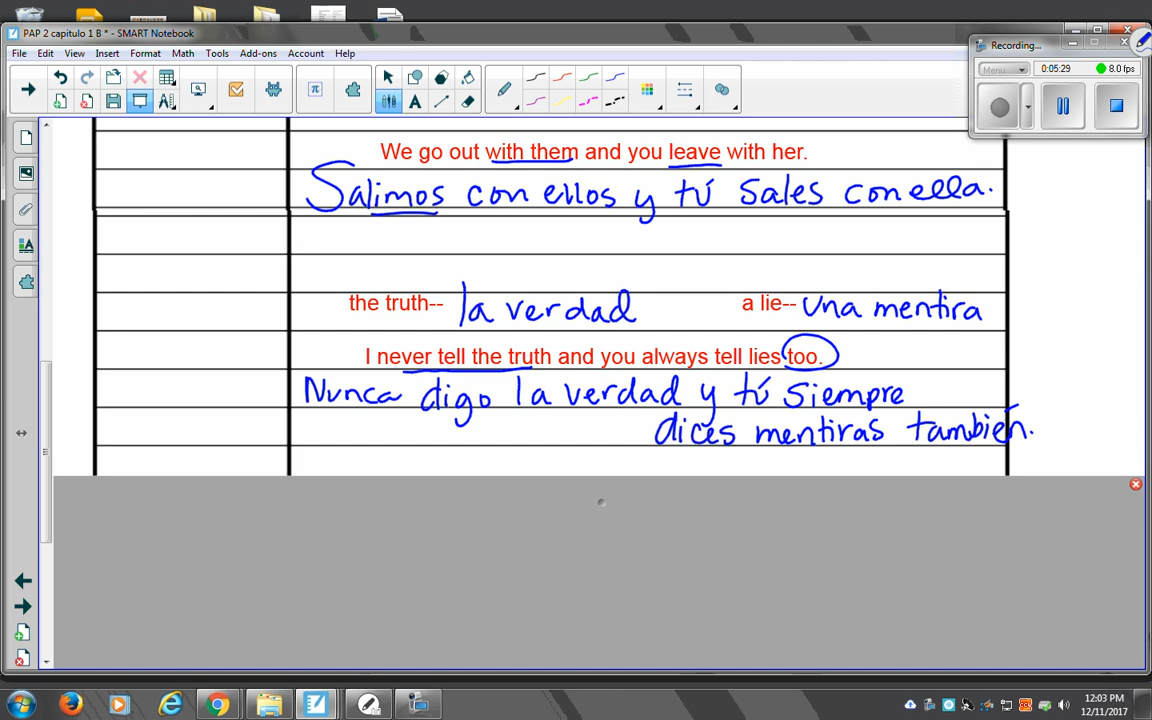 PAP 2 capitulo 1 B * - SMART Notebook
File Edit View Insert Format Math Tools Add-ons Account Help
Recording...
Menu 0:05:29 8.0 fps
We go out with them and you leave with her.
Salimos con ellos y tú sales con ella.
the truth-- la verdad a lie-- una mentira
I never tell the truth and you always tell lies too.
Nunca digo la verdad y tú siempre
dices mentiras también.
12:03 PM
12/11/2017